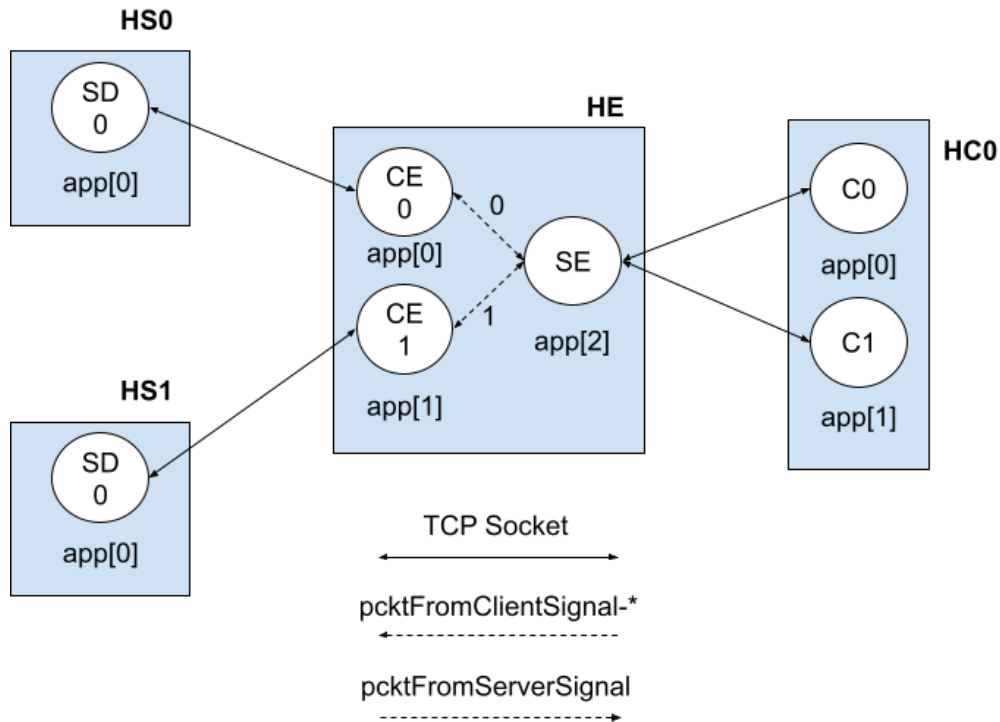 HS0
SD
0
app[0]
HE
CE
0
app[0]
0
SE
app[2]
CE
1
app[1]
1
HC0
C0
app[0]
C1
app[1]
HS1
SD
0
app[0]
TCP Socket
pcktFromClientSignal-*
pcktFromServerSignal